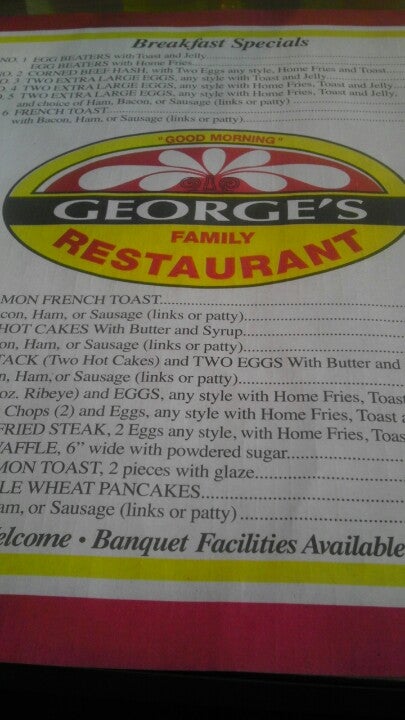 Breakfast Specials
NO. 1 EGG BEATERS with Toast and Jelly
EGG BEATERS with Home Fries
NO. 2 CORNED BEEF HASH, with Two Eggs any style, Home Fries and Toast
NO. 3 TWO EXTRA LARGE EGGS, any style with Toast and Jelly
O. 4 TWO EXTRA LARGE EGGS, any style with Home Fries, Toast and Jelly
O. 5 TWO EXTRA LARGE EGGS, any style with Home Fries, Toast and Jelly,
and choice of Ham, Bacon, or Sausage (links or patty)
6 FRENCH TOAST
with Bacon, Ham, or Sausage (links or patty)
"GOOD MORNING"
GEORGE'S
FAMILY
RESTAURANT
MON FRENCH TOAST
con, Ham, or Sausage (links or patty)
HOT CAKES With Butter and Syrup
on, Ham, or Sausage (links or patty)
TACK (Two Hot Cakes) and TWO EGGS With Butter and
n, Ham, or Sausage (links or patty)
oz. Ribeye) and EGGS, any style with Home Fries, Toast
Chops (2) and Eggs, any style with Home Fries, Toast a
FRIED STEAK, 2 Eggs any style, with Home Fries, Toas
WAFFLE, 6" wide with powdered sugar
MON TOAST, 2 pieces with glaze
LE WHEAT PANCAKES
am, or Sausage (links or patty)
elcome • Banquet Facilities Available